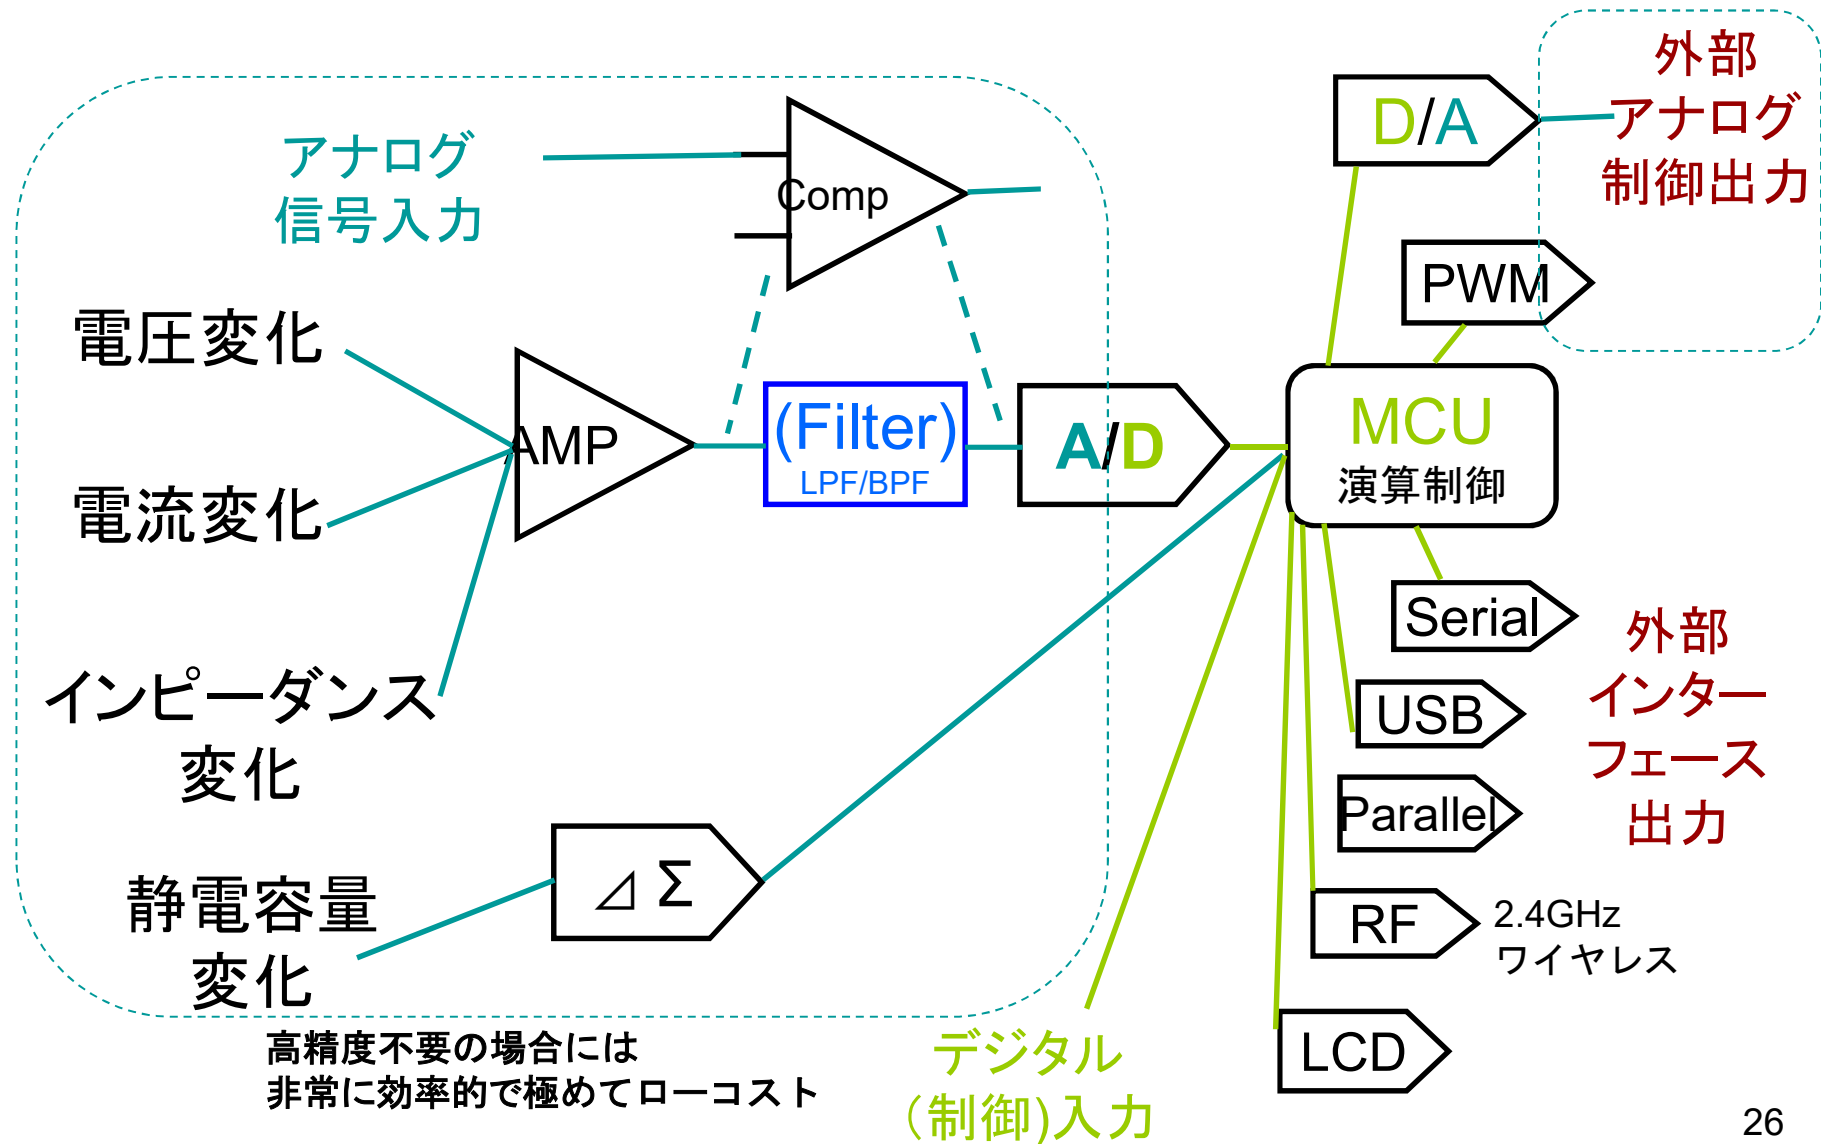 アナログ
信号入力
Comp
電圧変化
電流変化
インピーダンス
変化
静電容量
変化
AMP
(Filter)
LPF/BPF
A/D
⊿ Σ
高精度不要の場合には
非常に効率的で極めてローコスト
デジタル
（制御)入力
MCU
演算制御
D/A
PWM
外部
アナログ
制御出力
Serial
USB
Parallel
RF
2.4GHz
ワイヤレス
LCD
外部
インター
フェース
出力
26